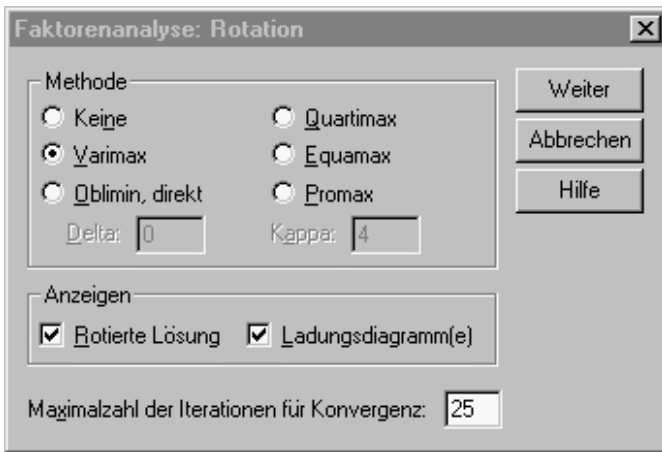 Faktorenanalyse: Rotation
Methode
Keine
Quartimax
Varimax
Equamax
Oblimin, direkt
Promax
Delta: 0
Kappa: 4
Weiter
Abbrechen
Hilfe
Anzeigen
Rotierte Lösung
Ladungsdiagramm(e)
Maximalzahl der Iterationen für Konvergenz: 25